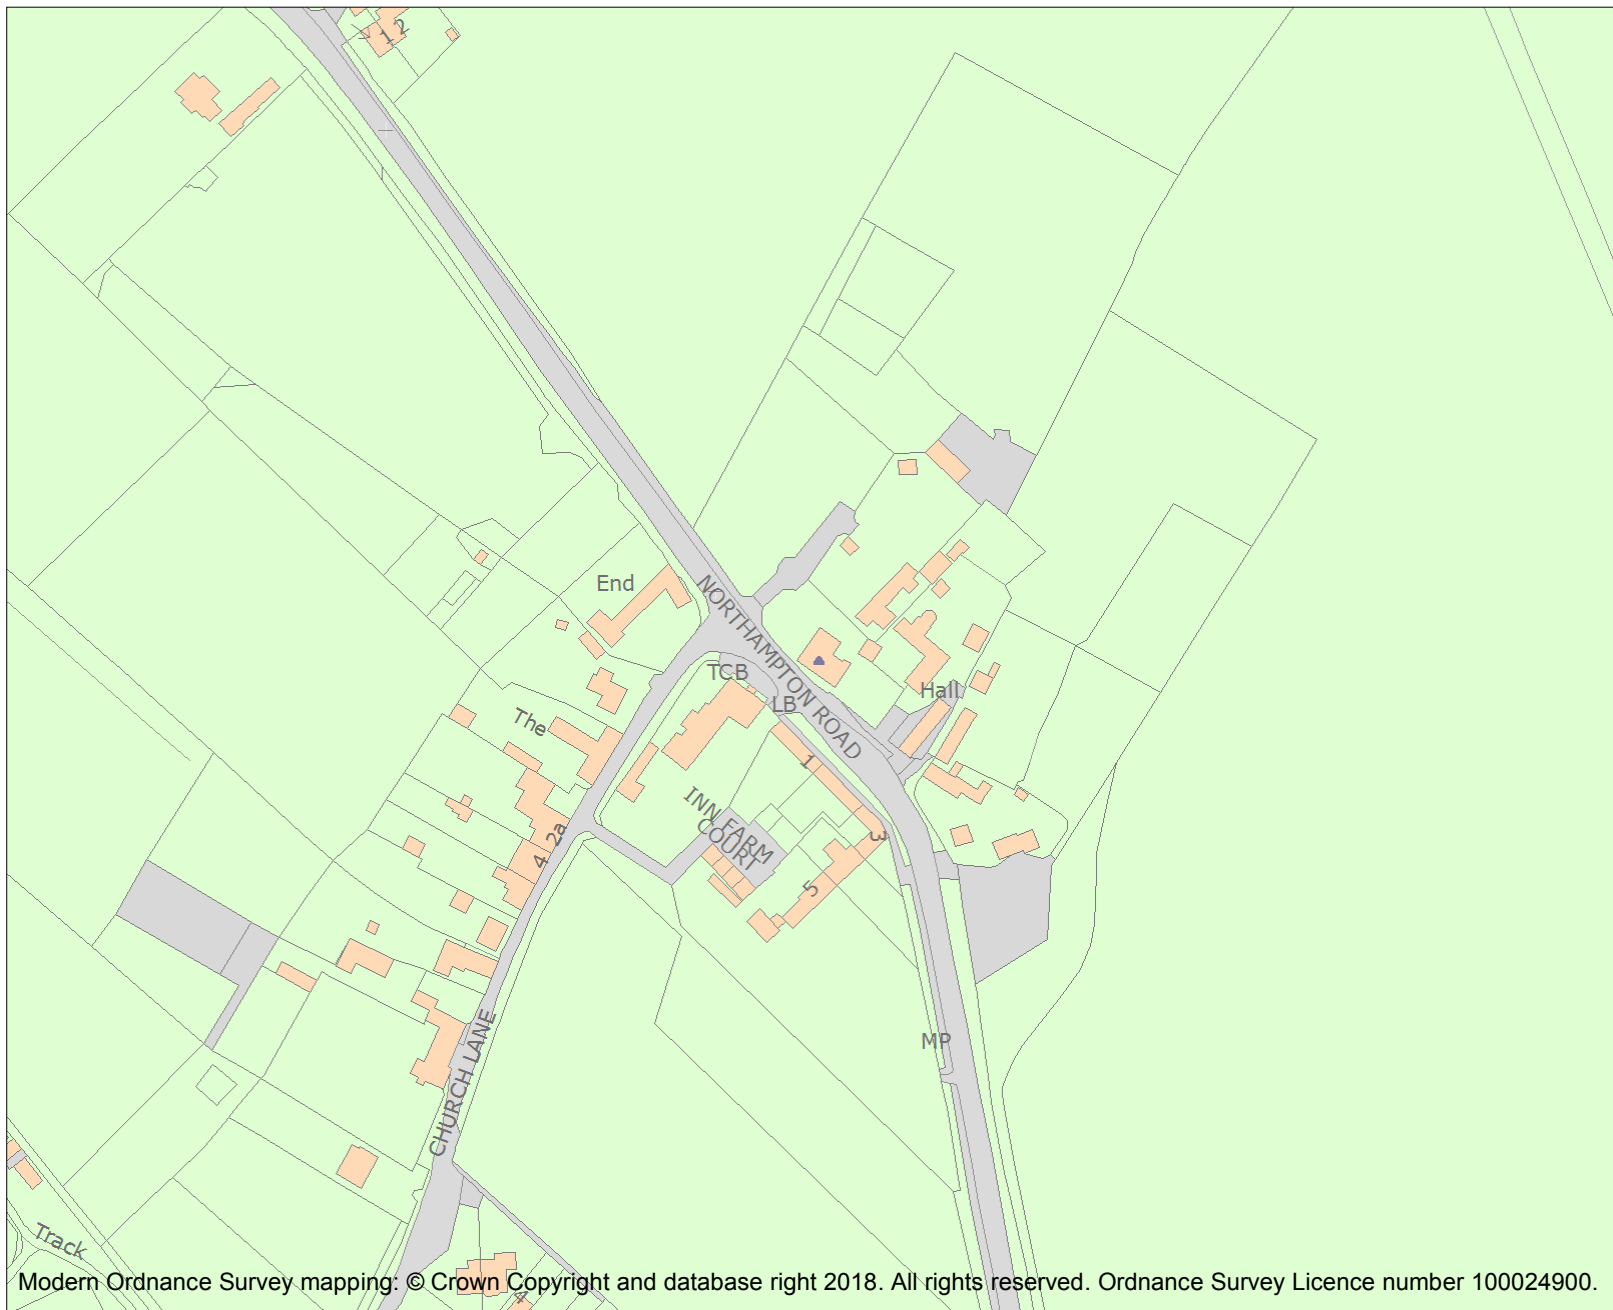 1 2
End
NORTHAMPTON ROAD
TCB
LB
Hall
The
1
INN FARM
COURT
3
2a
4
5
MP
CHURCH LANE
Track
4
Modern Ordnance Survey mapping: © Crown Copyright and database right 2018. All rights reserved. Ordnance Survey Licence number 100024900.